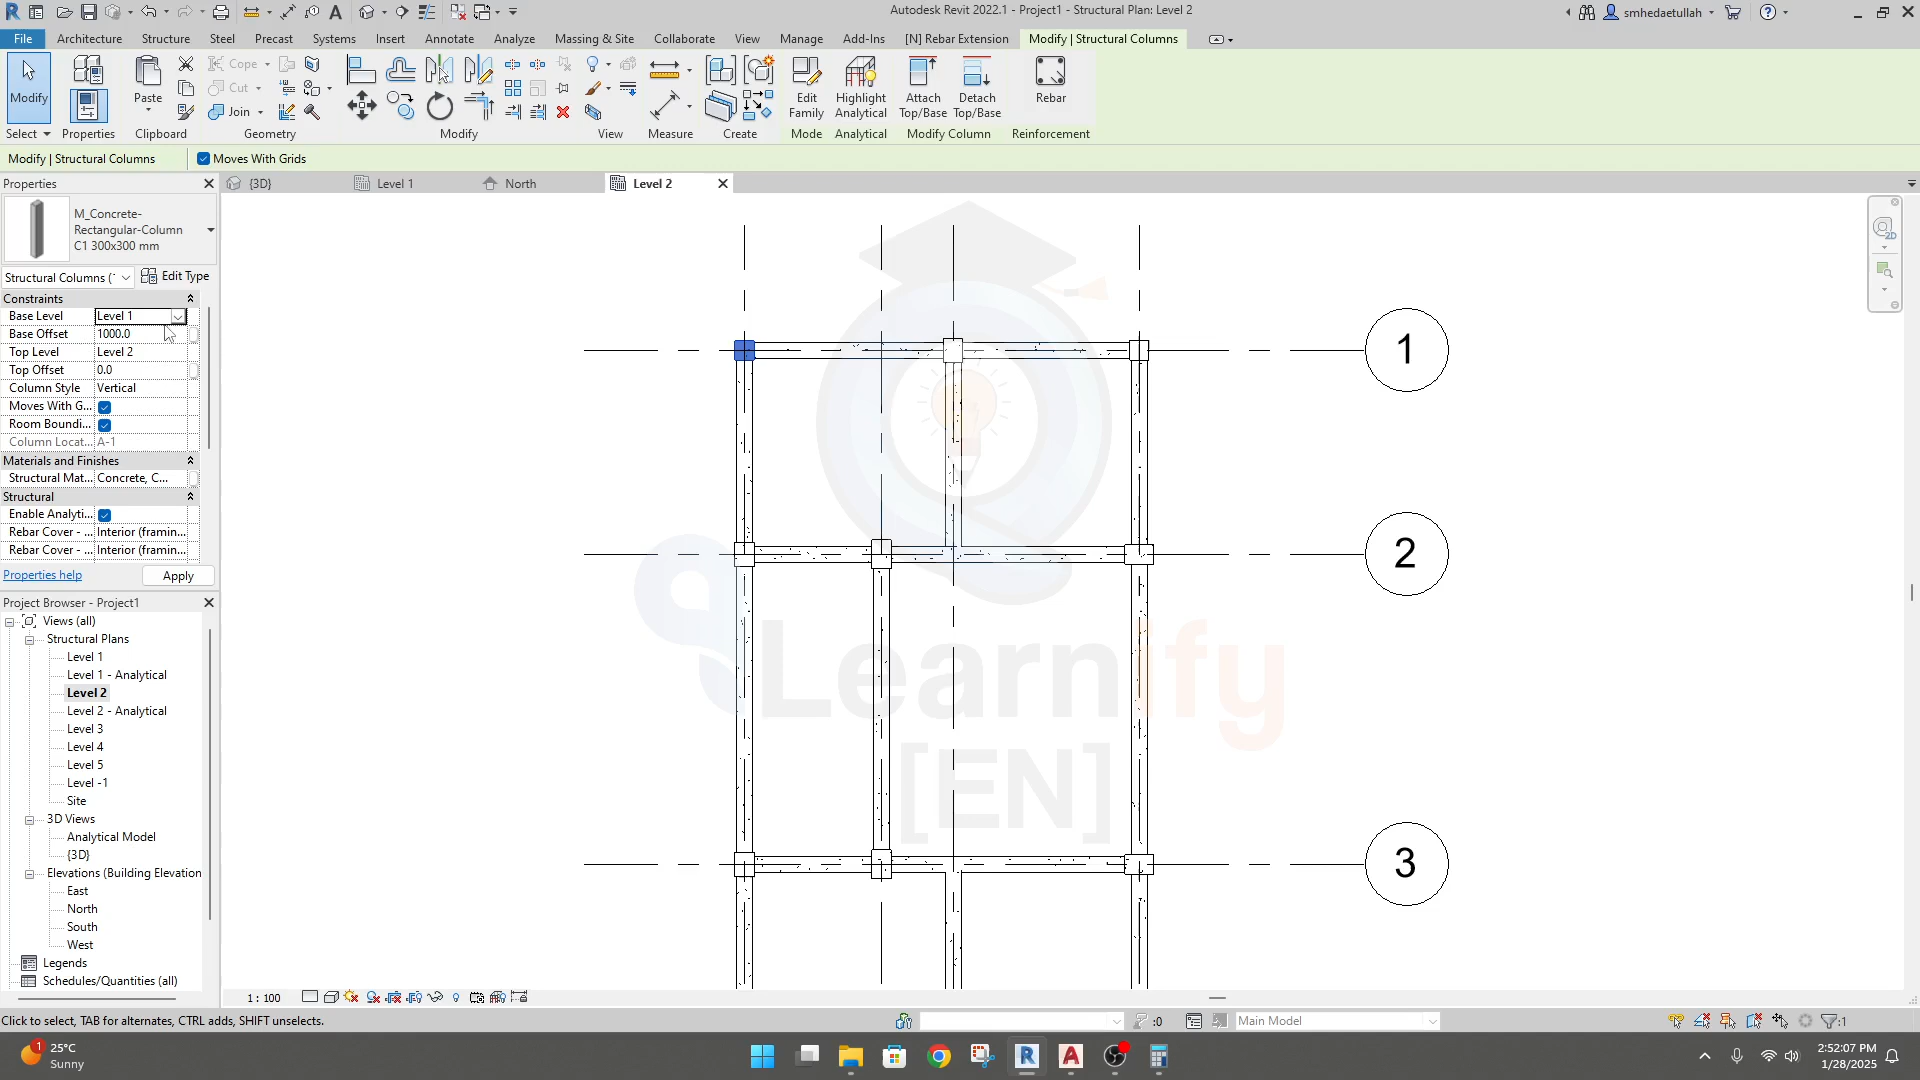 Autodesk Revit 2022.1 - Project1 - Structural Plan: Level 2
smhedaetullah
File
Architecture
Structure
Steel
Precast
Systems
Insert
Annotate
Analyze
Massing & Site
Collaborate
View
Manage
Add-Ins
[N] Rebar Extension
Modify | Structural Columns
Modify
Paste
Cope
Cut
Join
Edit Family
Highlight Analytical
Attach Top/Base
Detach Top/Base
Rebar
Select
Properties
Clipboard
Geometry
Modify
View
Measure
Create
Mode
Analytical
Modify Column
Reinforcement
Modify | Structural Columns
Moves With Grids
Properties
{3D}
Level 1
North
Level 2
M_Concrete-
Rectangular-Column
C1 300x300 mm
Structural Columns (
Edit Type
Constraints
Base Level Level 1
Base Offset 1000.0
Top Level Level 2
Top Offset 0.0
Column Style Vertical
Moves With G...
Room Boundi...
Column Locat... A-1
Materials and Finishes
Structural Mat... Concrete, C...
Structural
Enable Analyti...
Rebar Cover - ... Interior (framin...
Rebar Cover - ... Interior (framin...
Properties help
Apply
Project Browser - Project1
Views (all)
Structural Plans
Level 1
Level 1 - Analytical
Level 2
Level 2 - Analytical
Level 3
Level 4
Level 5
Level -1
Site
3D Views
Analytical Model
{3D}
Elevations (Building Elevation
East
North
South
West
Legends
Schedules/Quantities (all)
1
2
3
Learnify
[EN]
1 : 100
Click to select, TAB for alternates, CTRL adds, SHIFT unselects.
:0
Main Model
:1
1
25°C
Sunny
2:52:07 PM
1/28/2025